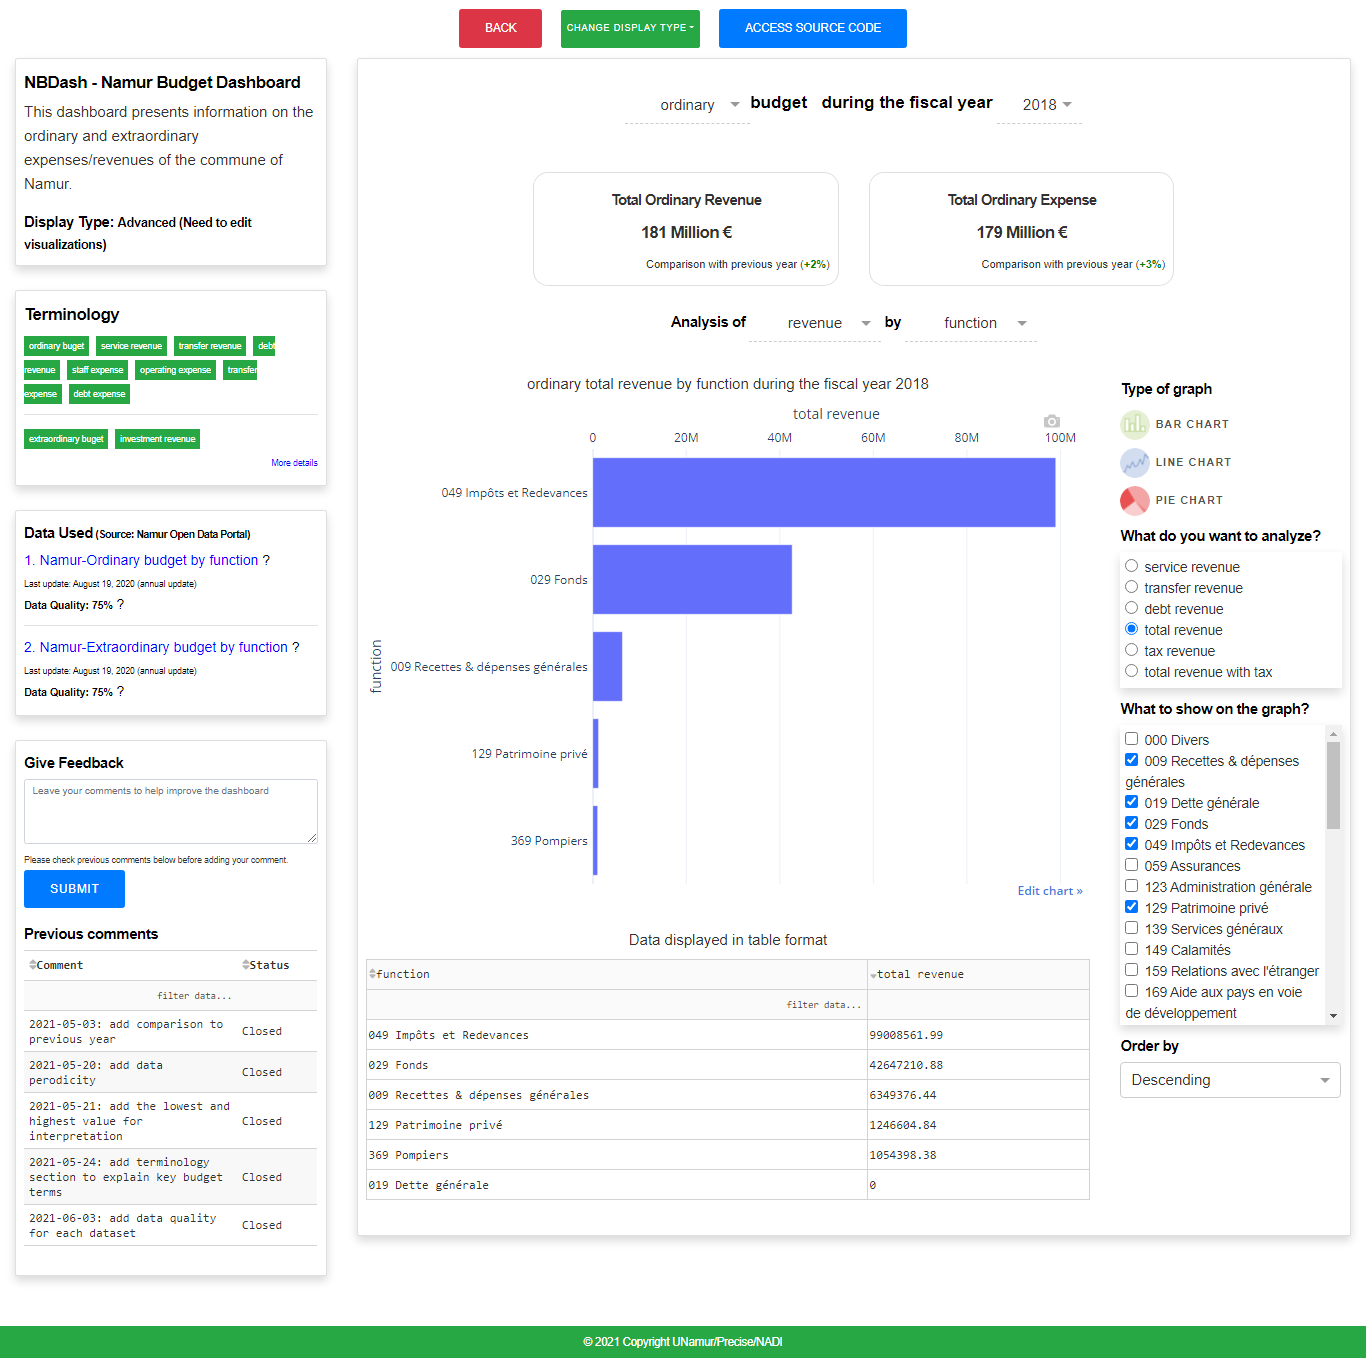 BACK
CHANGE DISPLAY TYPE
ACCESS SOURCE CODE
NBDash - Namur Budget Dashboard
This dashboard presents information on the
ordinary and extraordinary
expenses/revenues of the commune of
Namur.
Display Type: Advanced (Need to edit
visualizations)
Terminology
ordinary buget service revenue transfer revenue debt
revenue staff expense operating expense transfer
expense debt expense
extraordinary buget investment revenue
More details
Data Used (Source: Namur Open Data Portal)
1. Namur-Ordinary budget by function ?
Last update: August 19, 2020 (annual update)
Data Quality: 75% ?
2. Namur-Extraordinary budget by function ?
Last update: August 19, 2020 (annual update)
Data Quality: 75% ?
Give Feedback
Leave your comments to help improve the dashboard
Please check previous comments below before adding your comment.
SUBMIT
Previous comments
Comment Status
filter data...
2021-05-03: add comparison to
previous year
Closed
2021-05-20: add data
perodicity
Closed
2021-05-21: add the lowest and
highest value for
interpretation
Closed
2021-05-24: add terminology
section to explain key budget
terms
Closed
2021-06-03: add data quality
for each dataset
Closed
ordinary budget during the fiscal year 2018
Total Ordinary Revenue
181 Million €
Comparison with previous year (+2%)
Total Ordinary Expense
179 Million €
Comparison with previous year (+3%)
Analysis of revenue by function
ordinary total revenue by function during the fiscal year 2018
total revenue
0 20M 40M 60M 80M 100M
function
049 Impôts et Redevances
029 Fonds
009 Recettes & dépenses générales
129 Patrimoine privé
369 Pompiers
Edit chart »
Data displayed in table format
function total revenue
filter data...
049 Impôts et Redevances 99008561.99
029 Fonds 42647210.88
009 Recettes & dépenses générales 6349376.44
129 Patrimoine privé 1246604.84
369 Pompiers 1054398.38
019 Dette générale 0
Type of graph
BAR CHART
LINE CHART
PIE CHART
What do you want to analyze?
service revenue
transfer revenue
debt revenue
total revenue
tax revenue
total revenue with tax
What to show on the graph?
000 Divers
009 Recettes & dépenses
générales
019 Dette générale
029 Fonds
049 Impôts et Redevances
059 Assurances
123 Administration générale
129 Patrimoine privé
139 Services généraux
149 Calamités
159 Relations avec l'étranger
169 Aide aux pays en voie
de développement
Order by
Descending
© 2021 Copyright UNamur/Precise/NADI